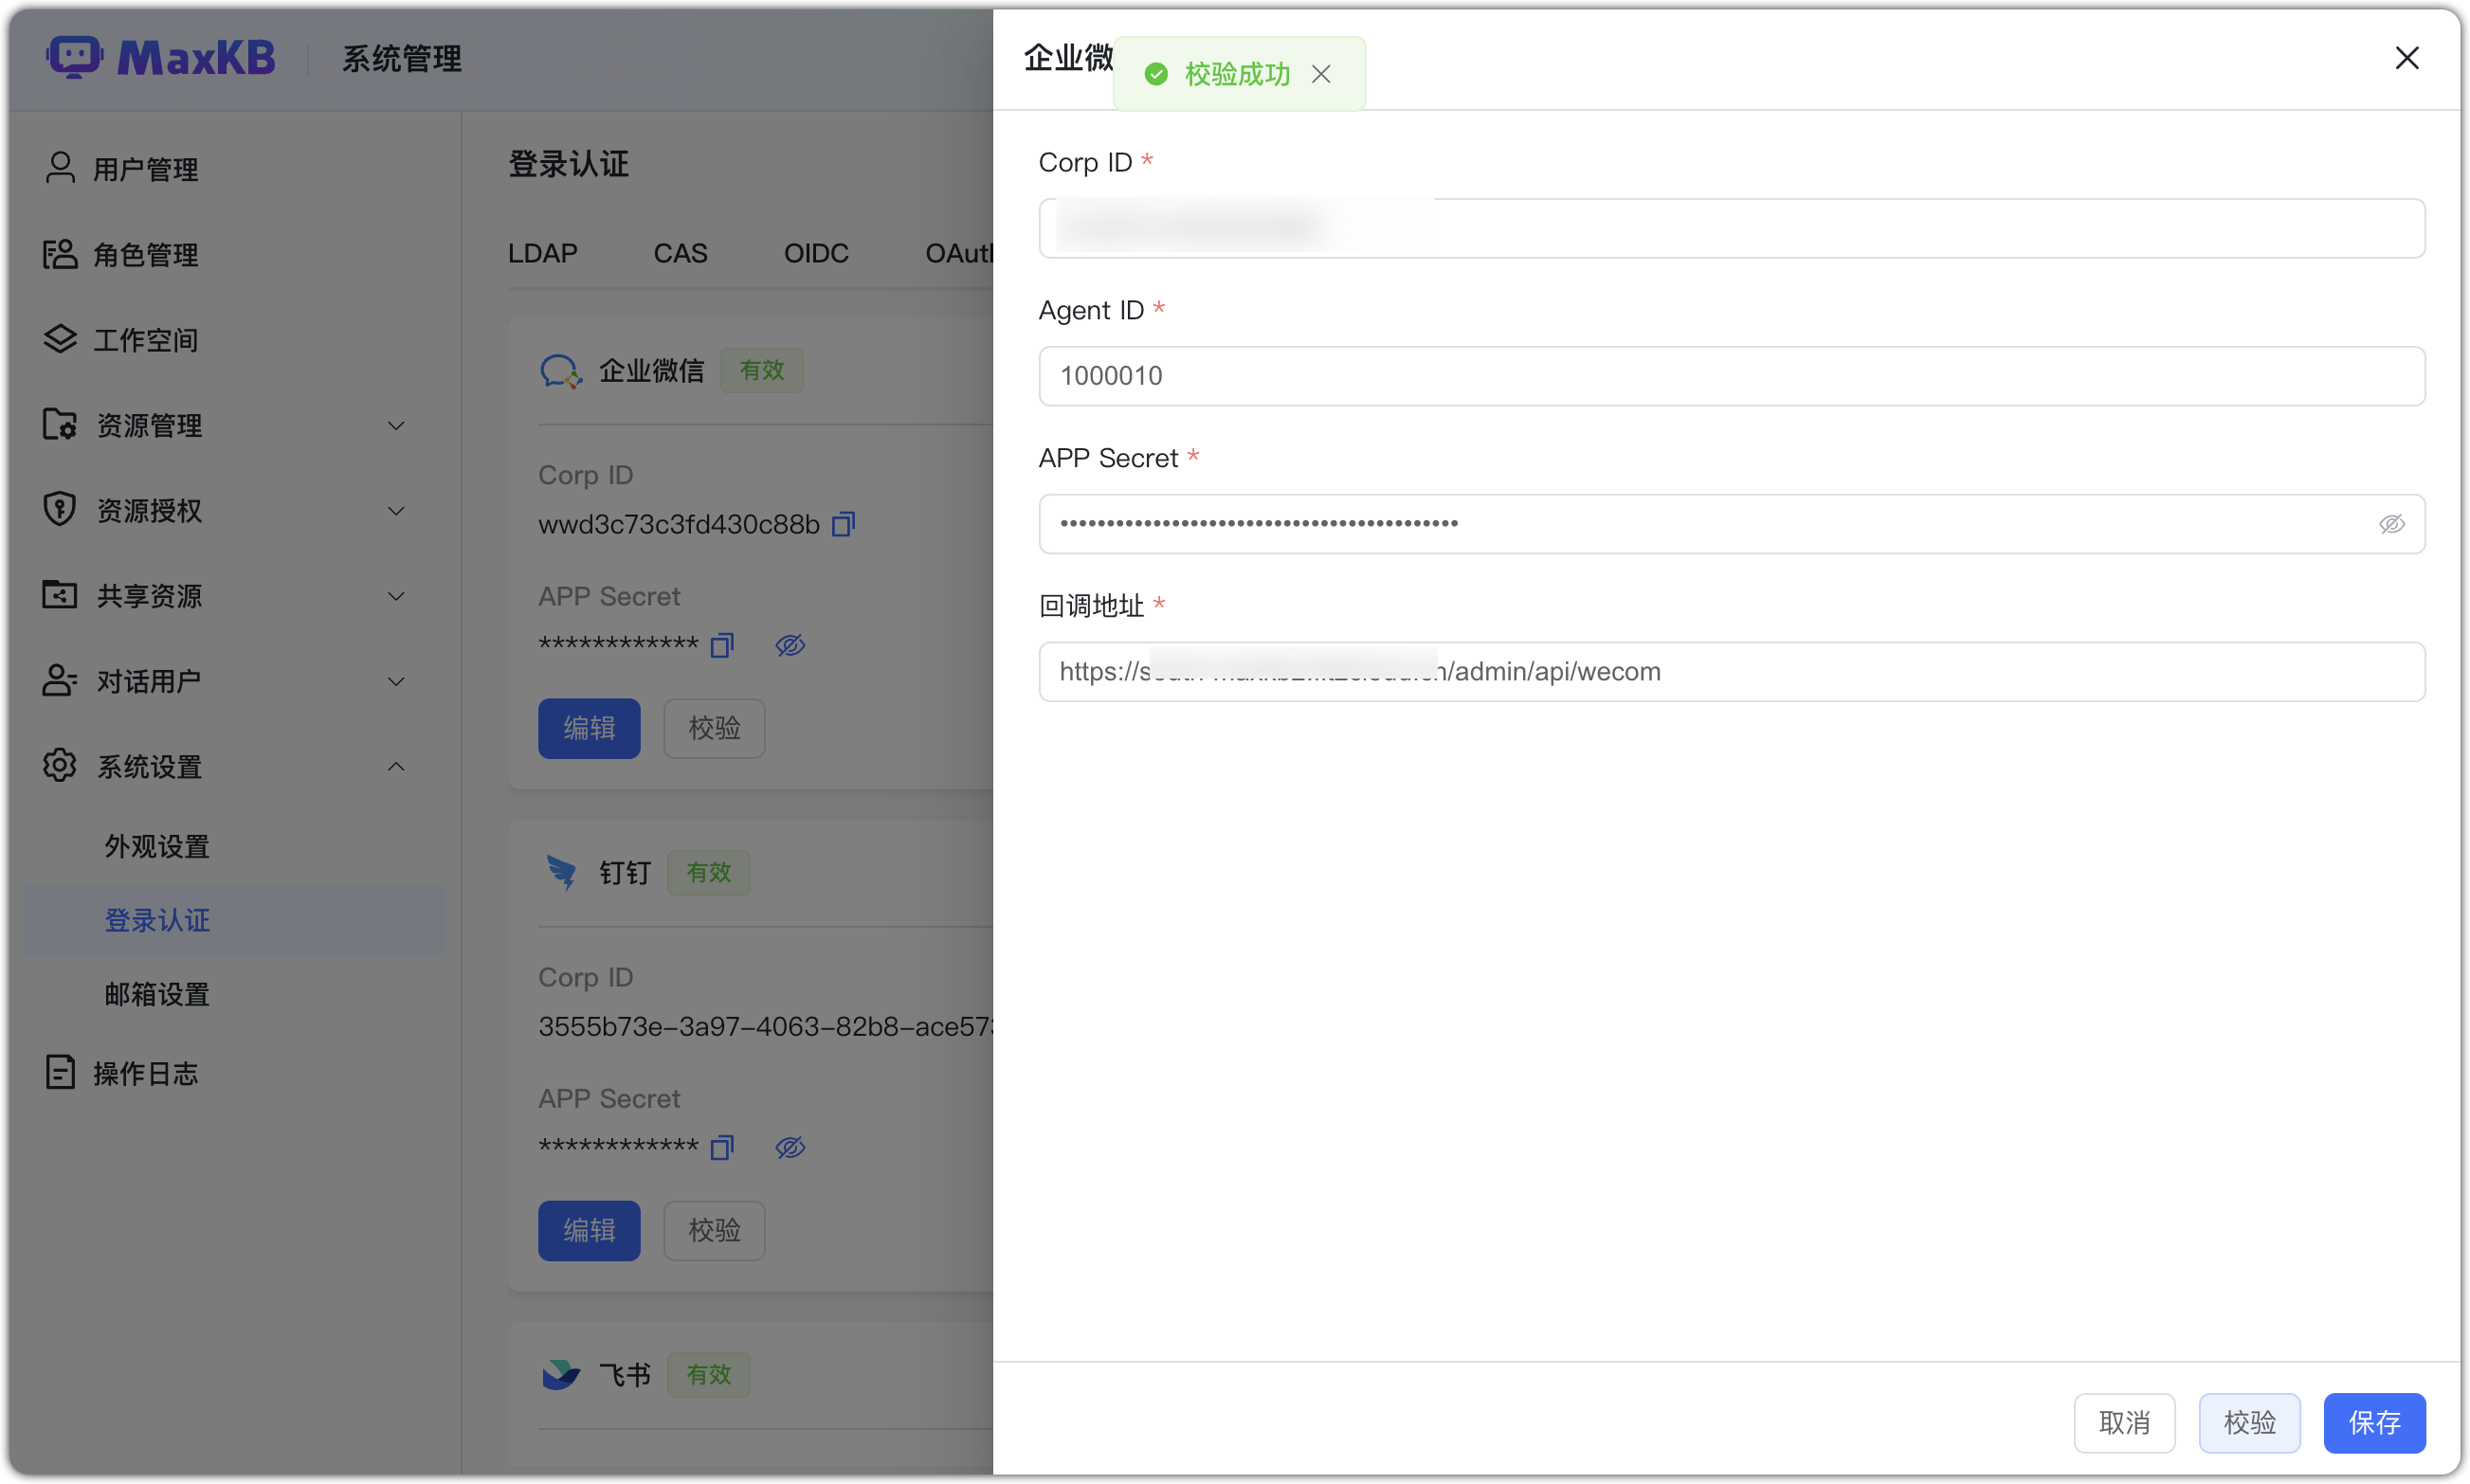 MaxKB
系统管理
用户管理
角色管理
工作空间
资源管理
资源授权
共享资源
对话用户
系统设置
外观设置
登录认证
邮箱设置
操作日志
登录认证
LDAP CAS OIDC OAuth
企业微信 有效
Corp ID
wwd3c73c3fd430c88b
APP Secret
************
编辑 校验
钉钉 有效
Corp ID
3555b73e-3a97-4063-82b8-ace573
APP Secret
************
编辑 校验
飞书 有效
企业微
校验成功
Corp ID *
Agent ID *
1000010
APP Secret *
回调地址 *
https:// /admin/api/wecom
取消 校验 保存